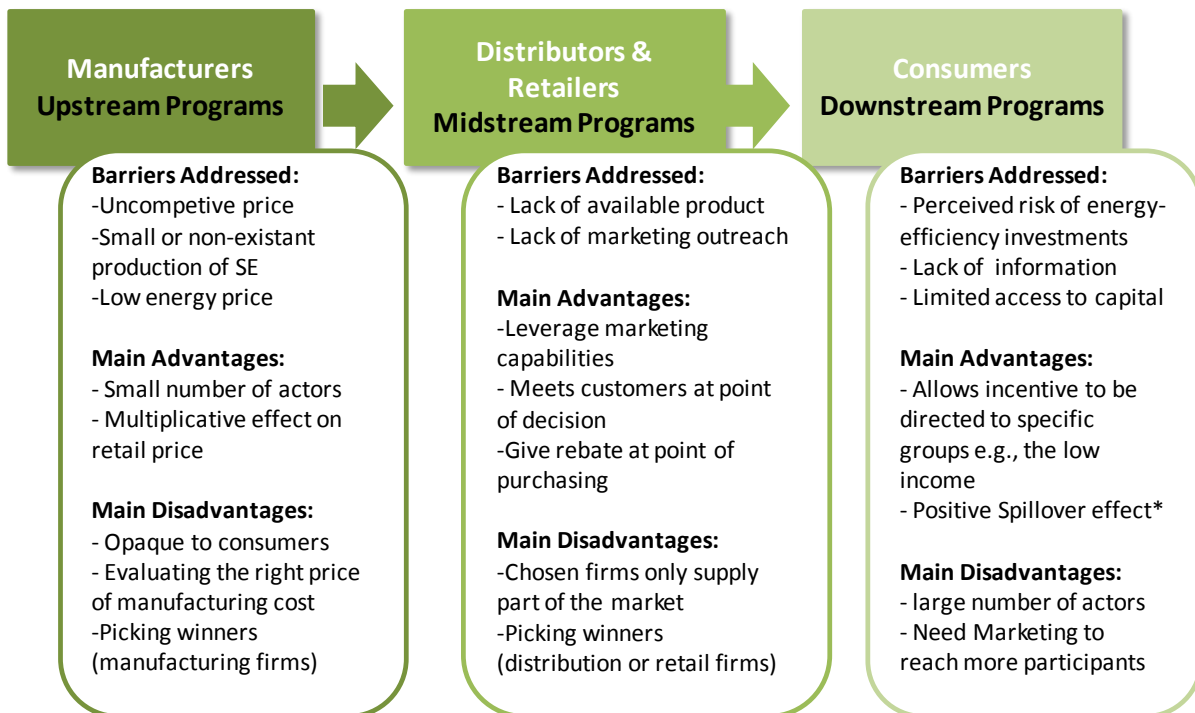 Manufacturers
Upstream Programs
Barriers Addressed:
-Uncompetive price
-Small or non-existant
production of SE
-Low energy price
Main Advantages:
- Small number of actors
- Multiplicative effect on
retail price
Main Disadvantages:
- Opaque to consumers
- Evaluating the right price
of manufacturing cost
-Picking winners
(manufacturing firms)
Distributors &
Retailers
Midstream Programs
Barriers Addressed:
- Lack of available product
- Lack of marketing outreach
Main Advantages:
-Leverage marketing
capabilities
- Meets customers at point
of decision
-Give rebate at point of
purchasing
Main Disadvantages:
-Chosen firms only supply
part of the market
-Picking winners
(distribution or retail firms)
Consumers
Downstream Programs
Barriers Addressed:
- Perceived risk of energy-
efficiency investments
- Lack of information
- Limited access to capital
Main Advantages:
- Allows incentive to be
directed to specific
groups e.g., the low
income
- Positive Spillover effect*
Main Disadvantages:
- large number of actors
- Need Marketing to
reach more participants